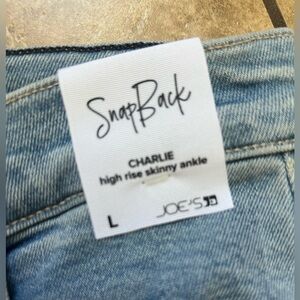 SnapBack
CHARLIE
high rise skinny ankle
L
JOE'S